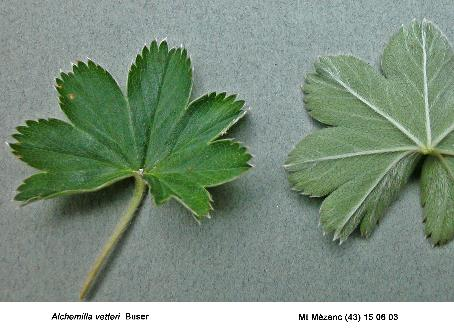 Alchemilla vetteri Buser
Mt Mézenc (43) 15 06 03